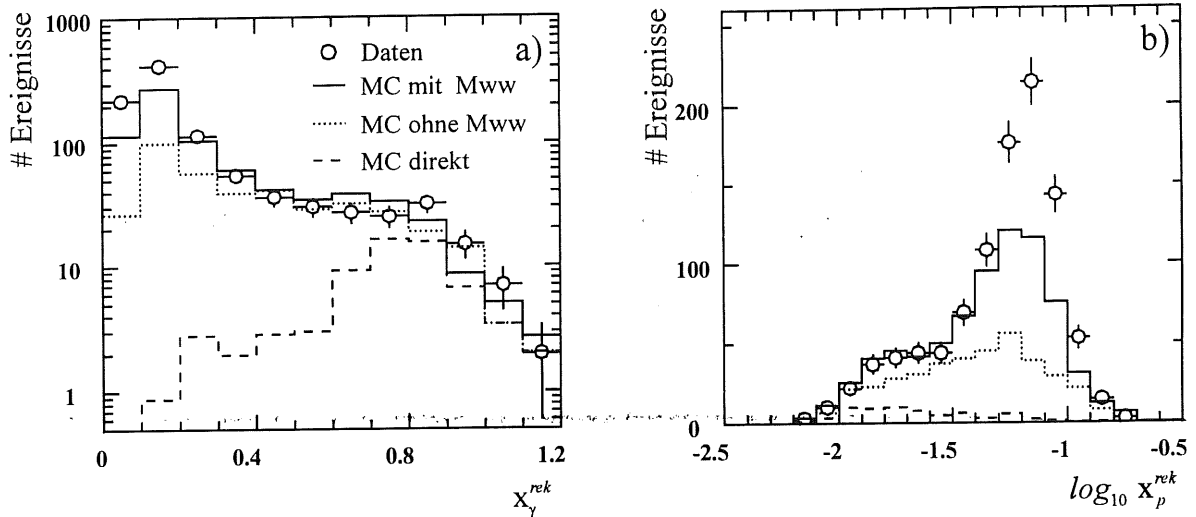 # Ereignisse
1000
100
10
1
a)
Daten
MC mit Mww
MC ohne Mww
MC direkt
0 0.4 0.8 1.2
x_γ^rek
# Ereignisse
200
100
0
b)
-2.5 -2 -1.5 -1 -0.5
log₁₀ x_p^rek